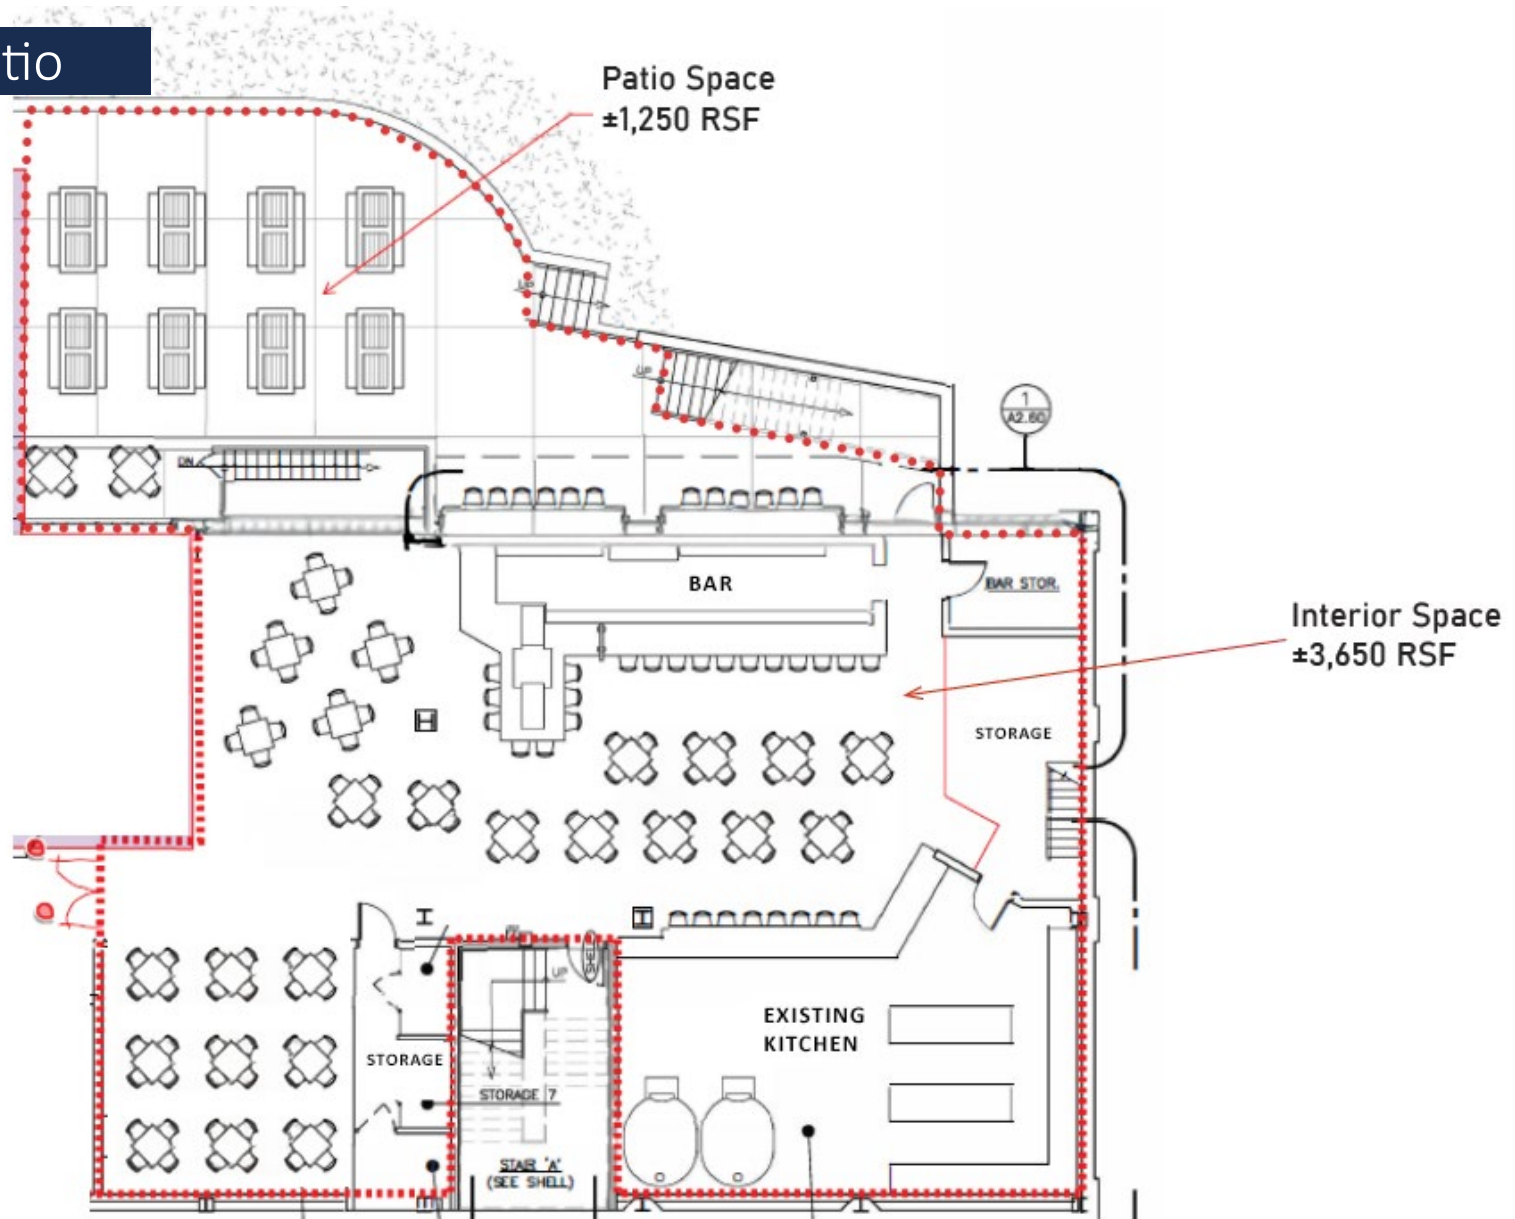 tio
Patio Space
±1,250 RSF
UP
UP
1
A2.60
DN
BAR
BAR STOR.
Interior Space
±3,650 RSF
STORAGE
UP
EXISTING
KITCHEN
STORAGE
STORAGE 7
STAIR 'A'
(SEE SHELL)